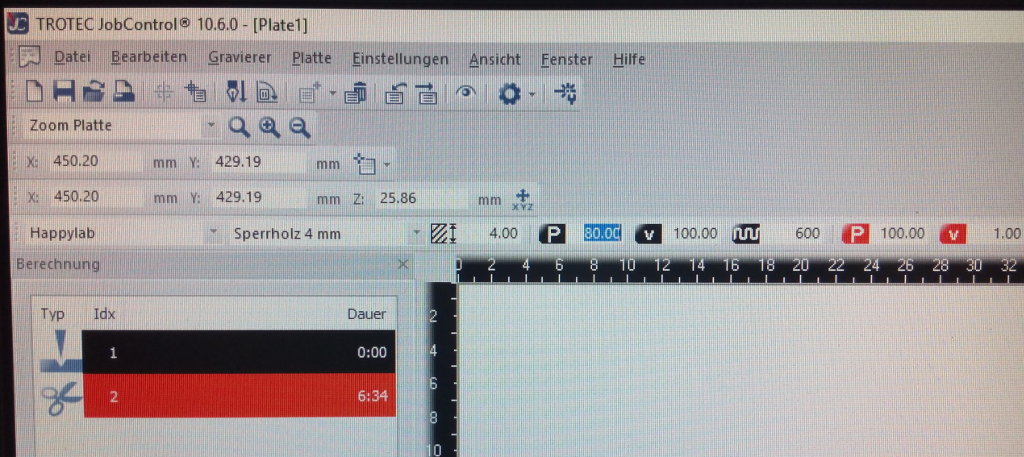 JC TROTEC JobControl® 10.6.0 - [Plate1]
Datei Bearbeiten Gravierer Platte Einstellungen Ansicht Fenster Hilfe
Zoom Platte
X: 450.20 mm Y: 429.19 mm
X: 450.20 mm Y: 429.19 mm Z: 25.86 mm XYZ
Happylab Sperrholz 4 mm 4.00 P 80.00 v 100.00 600 P 100.00 v 1.00
Berechnung
0 2 4 6 8 10 12 14 16 18 20 22 24 26 28 30 32
Typ Idx Dauer
1 0:00
2 6:34
2
4
6
8
10